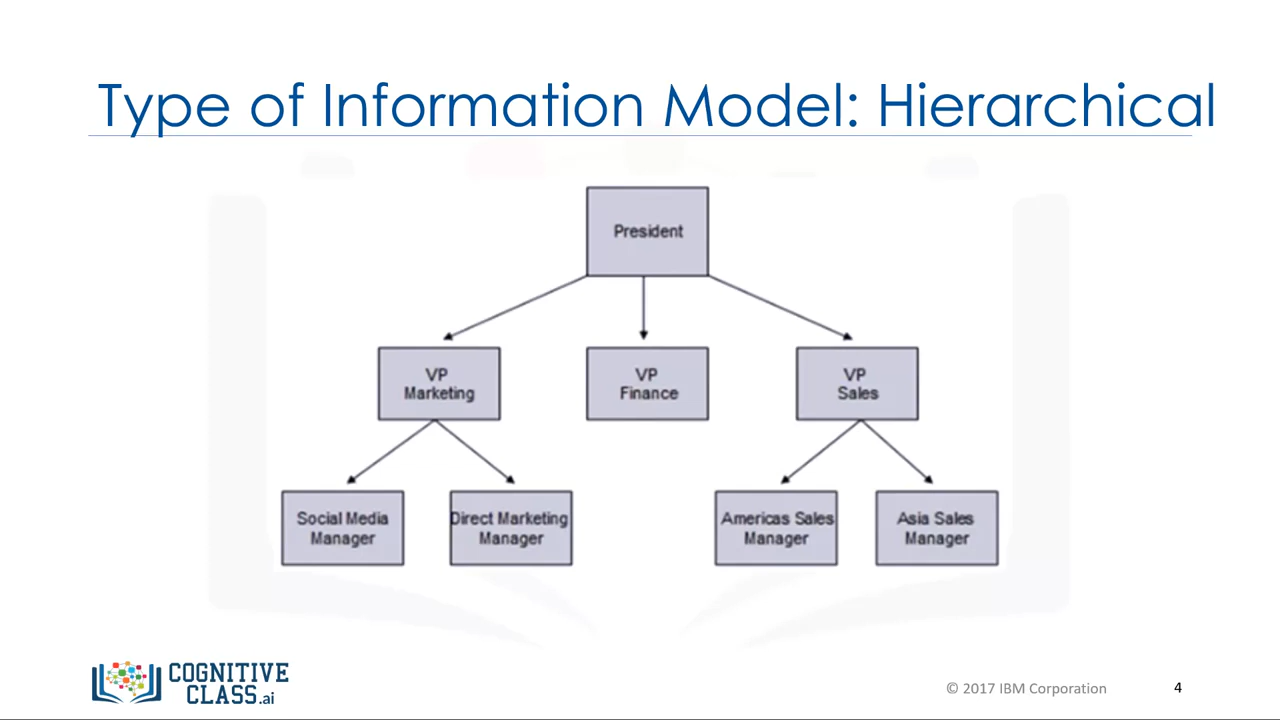 Type of Information Model: Hierarchical
President
VP
Marketing
VP
Finance
VP
Sales
Social Media
Manager
Direct Marketing
Manager
Americas Sales
Manager
Asia Sales
Manager
COGNITIVE
CLASS.ai
© 2017 IBM Corporation
4